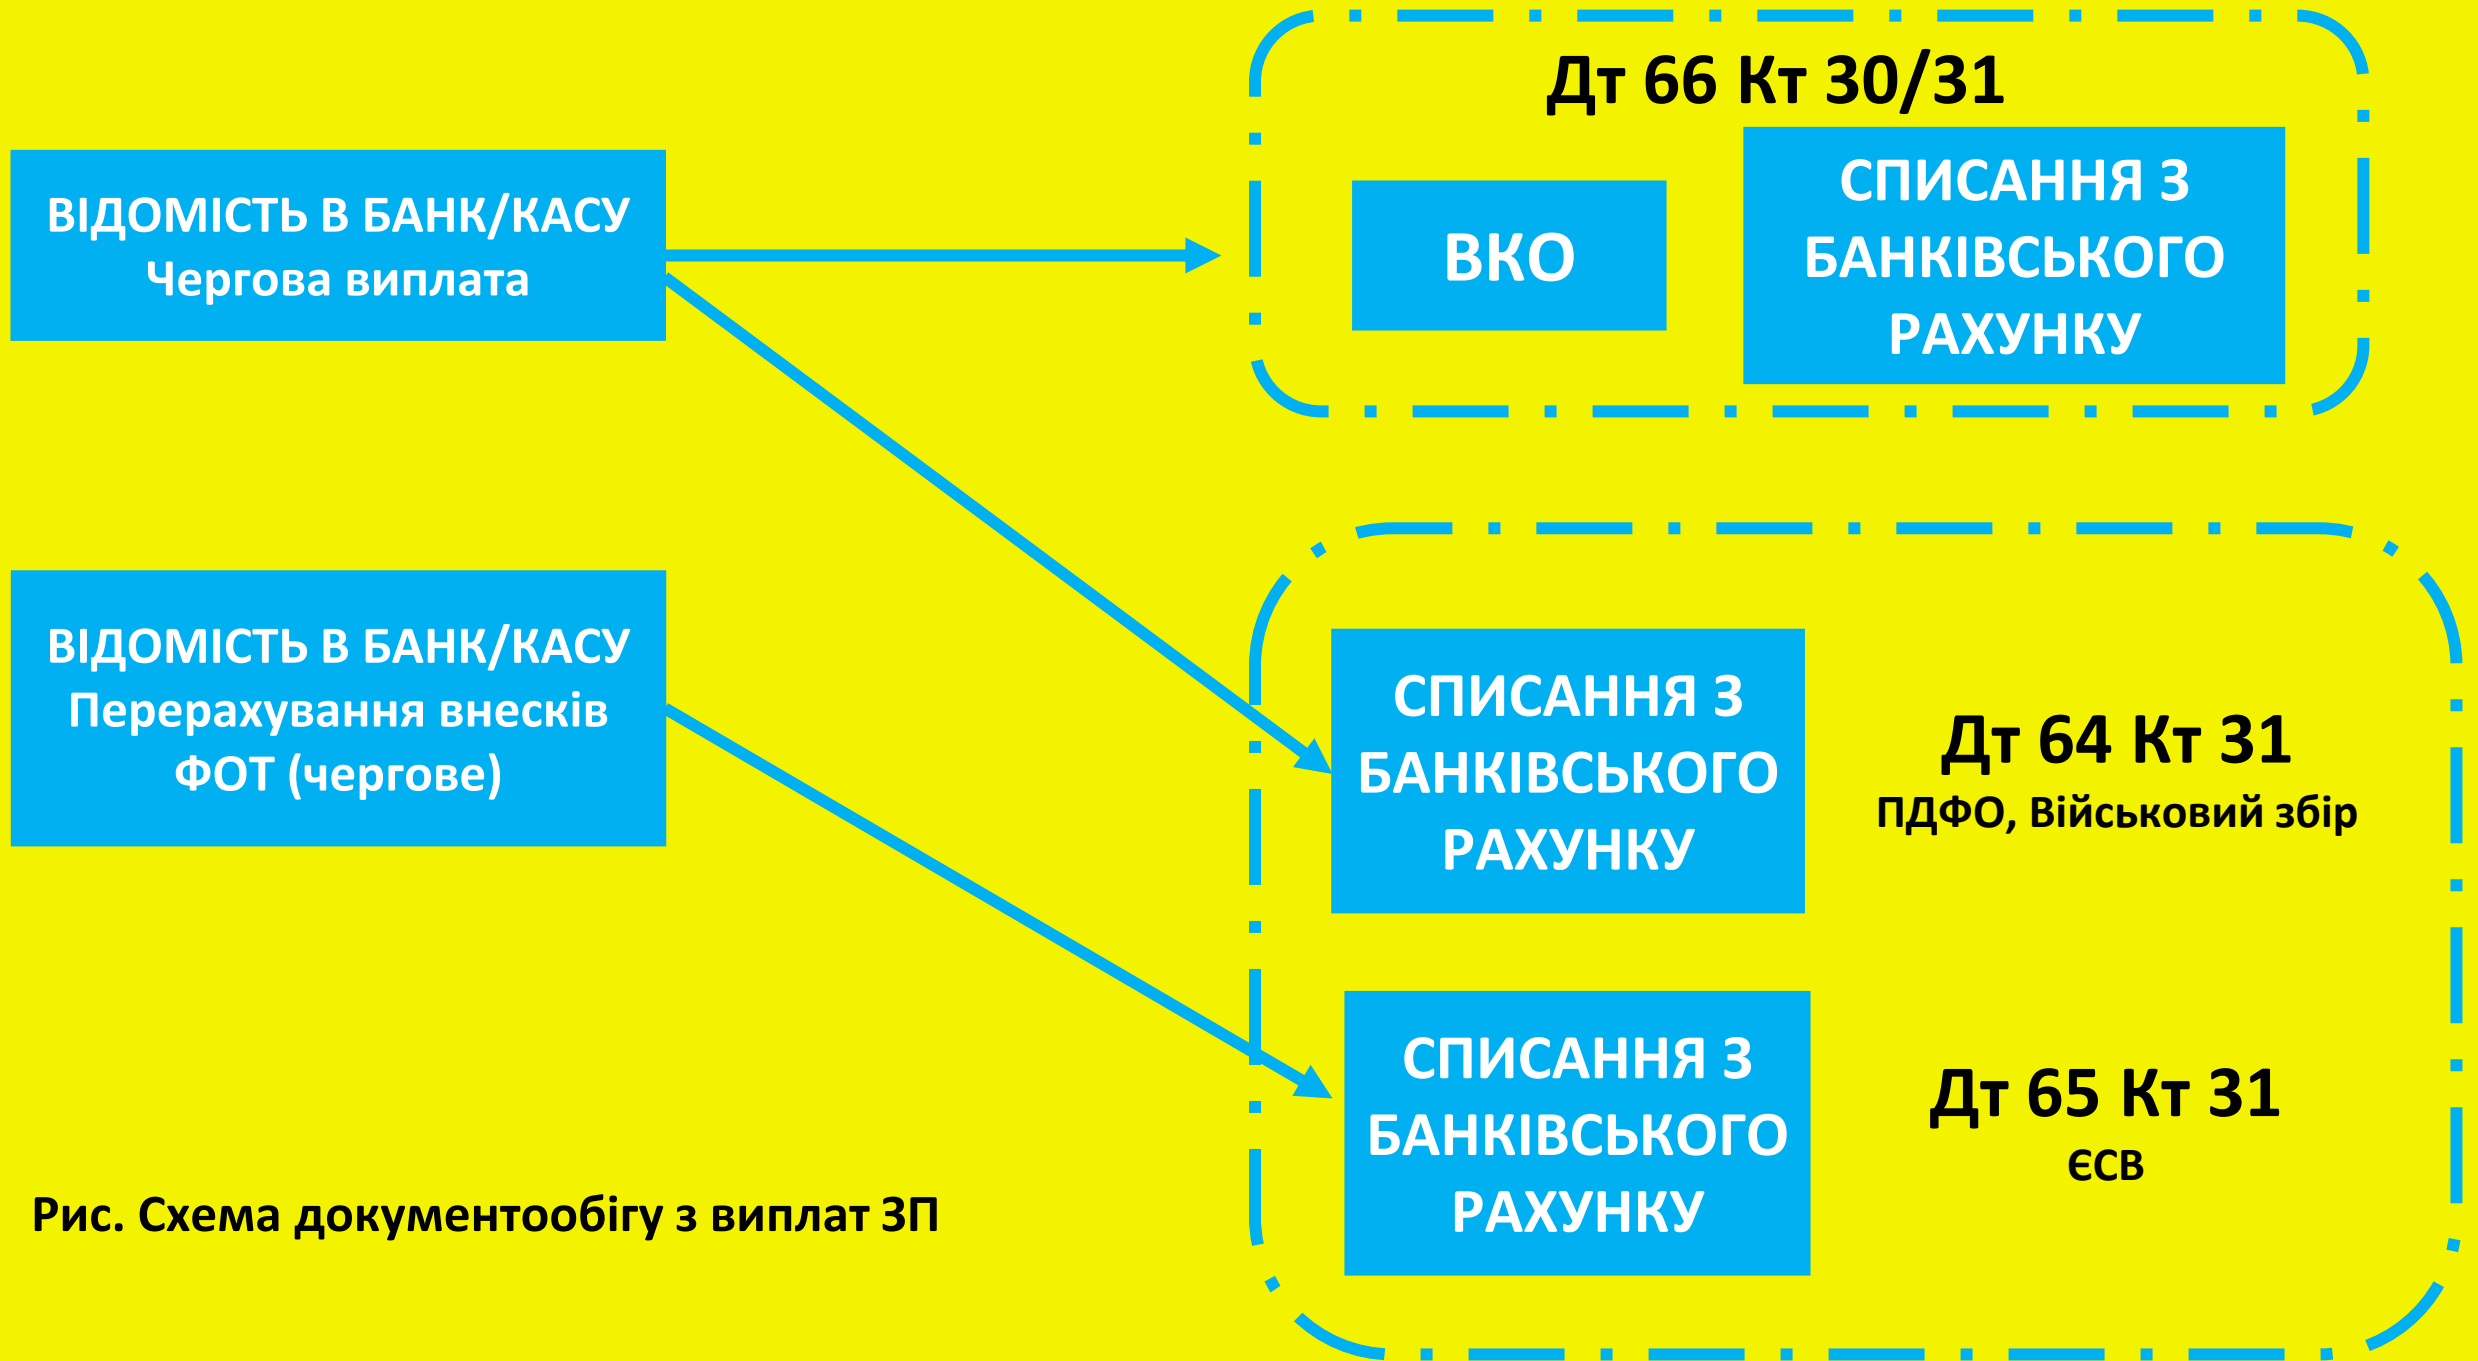 Дт 66 Кт 30/31
ВІДОМІСТЬ В БАНК/КАСУ
Чергова виплата
ВКО
СПИСАННЯ З
БАНКІВСЬКОГО
РАХУНКУ
ВІДОМІСТЬ В БАНК/КАСУ
Перерахування внесків
ФОТ (чергове)
СПИСАННЯ З
БАНКІВСЬКОГО
РАХУНКУ
Дт 64 Кт 31
ПДФО, Військовий збір
СПИСАННЯ З
БАНКІВСЬКОГО
РАХУНКУ
Дт 65 Кт 31
ЄСВ
Рис. Схема документообігу з виплат ЗП